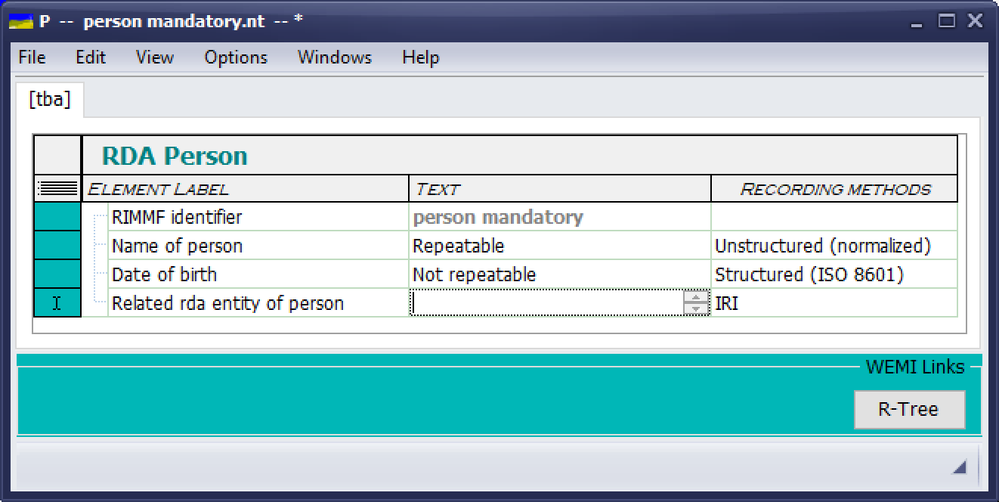 P -- person mandatory.nt -- *
File Edit View Options Windows Help
[tba]
RDA Person
ELEMENT LABEL TEXT RECORDING METHODS
RIMMF identifier person mandatory
Name of person Repeatable Unstructured (normalized)
Date of birth Not repeatable Structured (ISO 8601)
Related rda entity of person IRI
WEMI Links
R-Tree